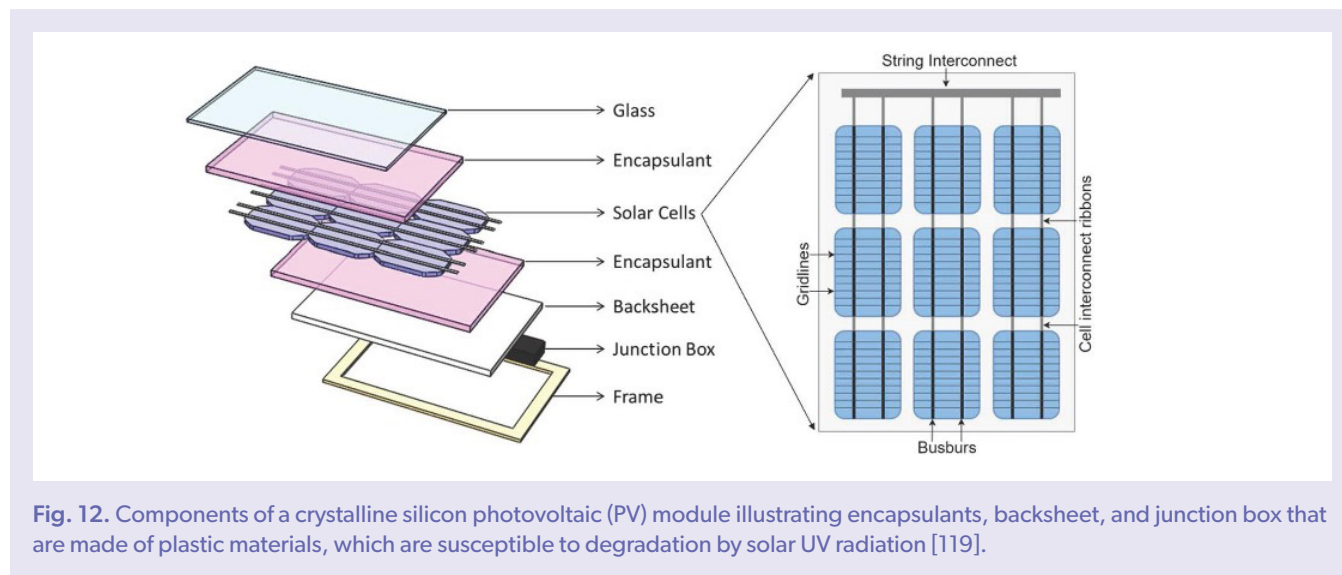 String Interconnect
Glass
Encapsulant
Solar Cells
Encapsulant
Backsheet
Junction Box
Frame
Gridlines
Cell interconnect ribbons
Busburs
Fig. 12. Components of a crystalline silicon photovoltaic (PV) module illustrating encapsulants, backsheet, and junction box that
are made of plastic materials, which are susceptible to degradation by solar UV radiation [119].